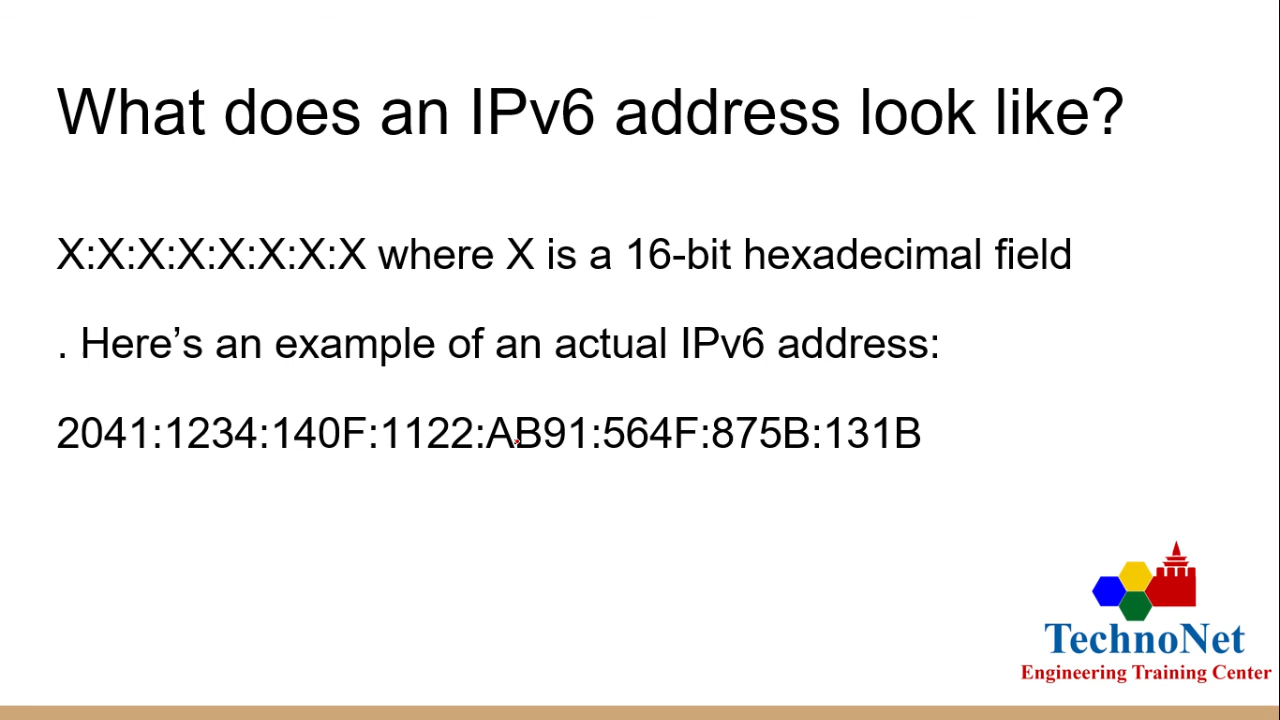 What does an IPv6 address look like?
X:X:X:X:X:X:X:X where X is a 16-bit hexadecimal field
. Here’s an example of an actual IPv6 address:
2041:1234:140F:1122:AB91:564F:875B:131B
TechnoNet
Engineering Training Center